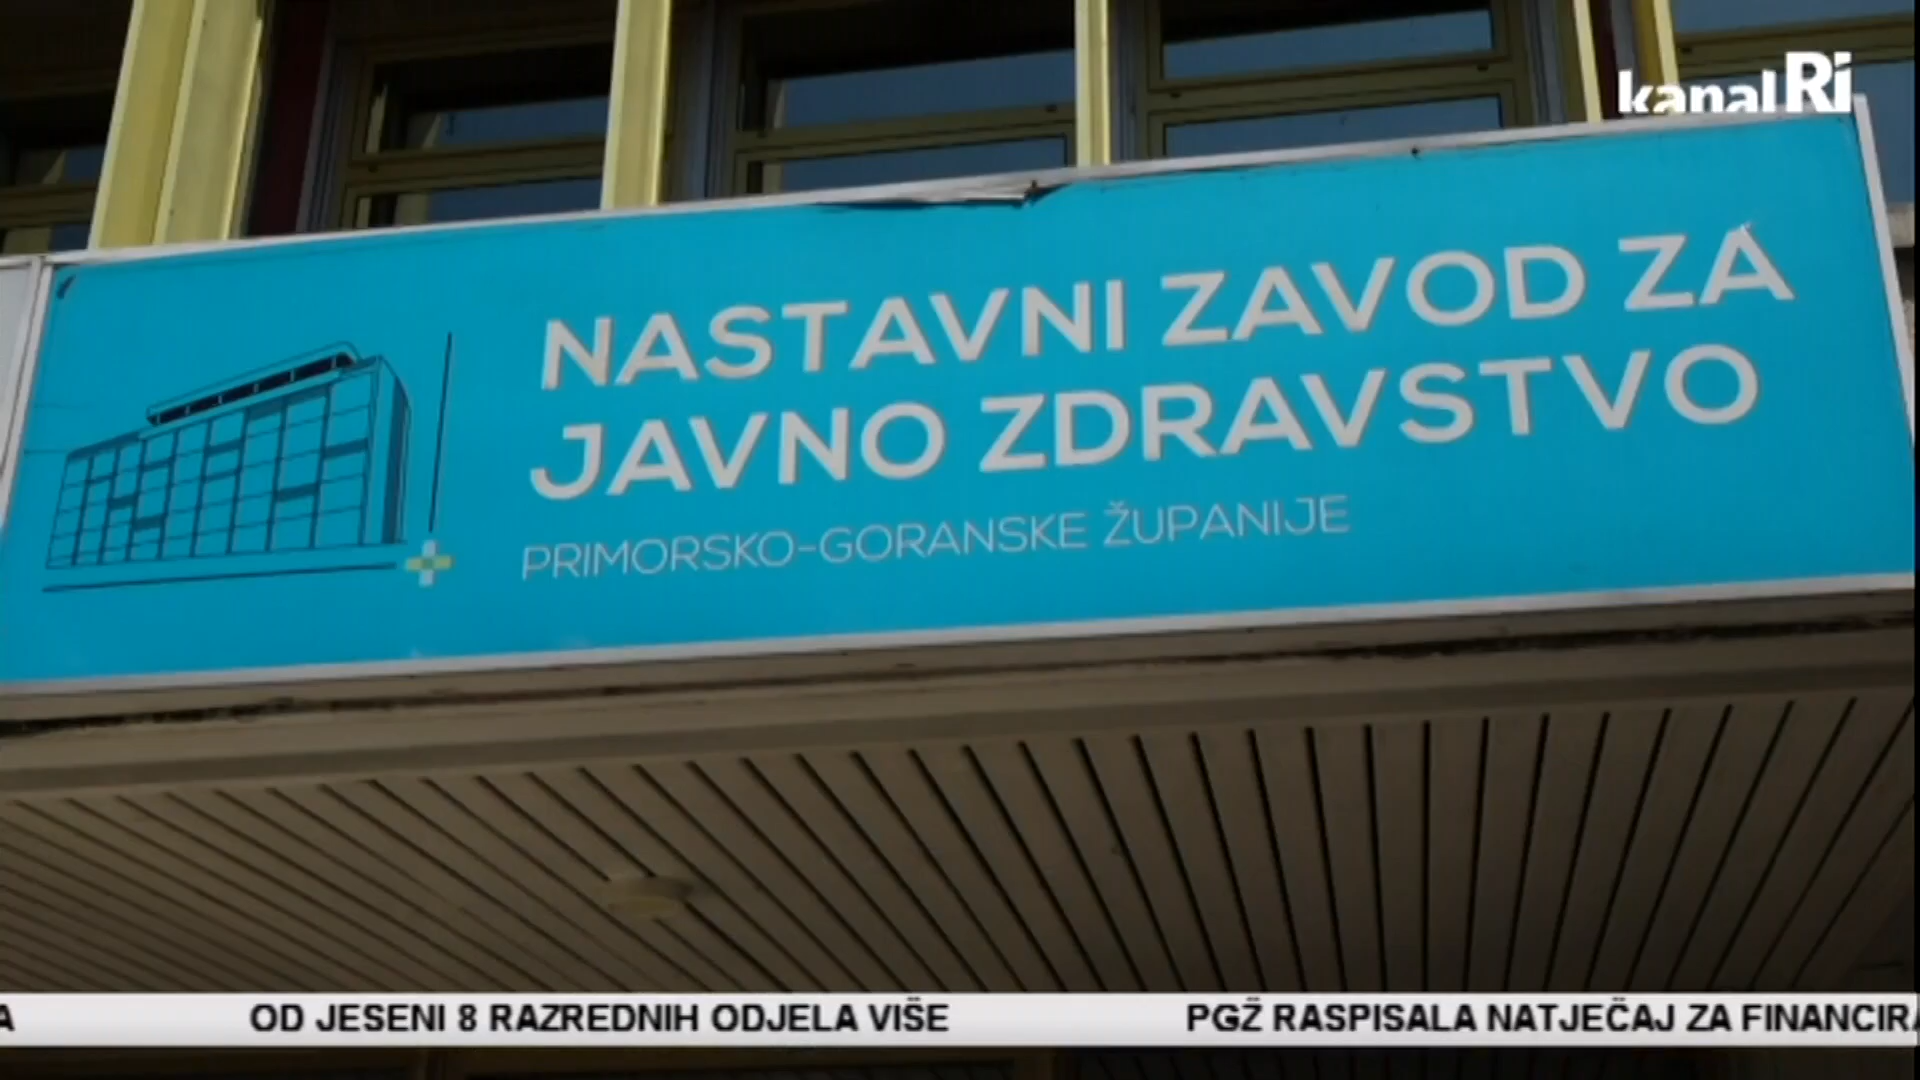 kanalRi
NASTAVNI ZAVOD ZA
JAVNO ZDRAVSTVO
PRIMORSKO-GORANSKE ŽUPANIJE
A OD JESENI 8 RAZREDNIH ODJELA VIŠE PGŽ RASPISALA NATJEČAJ ZA FINANCIRA